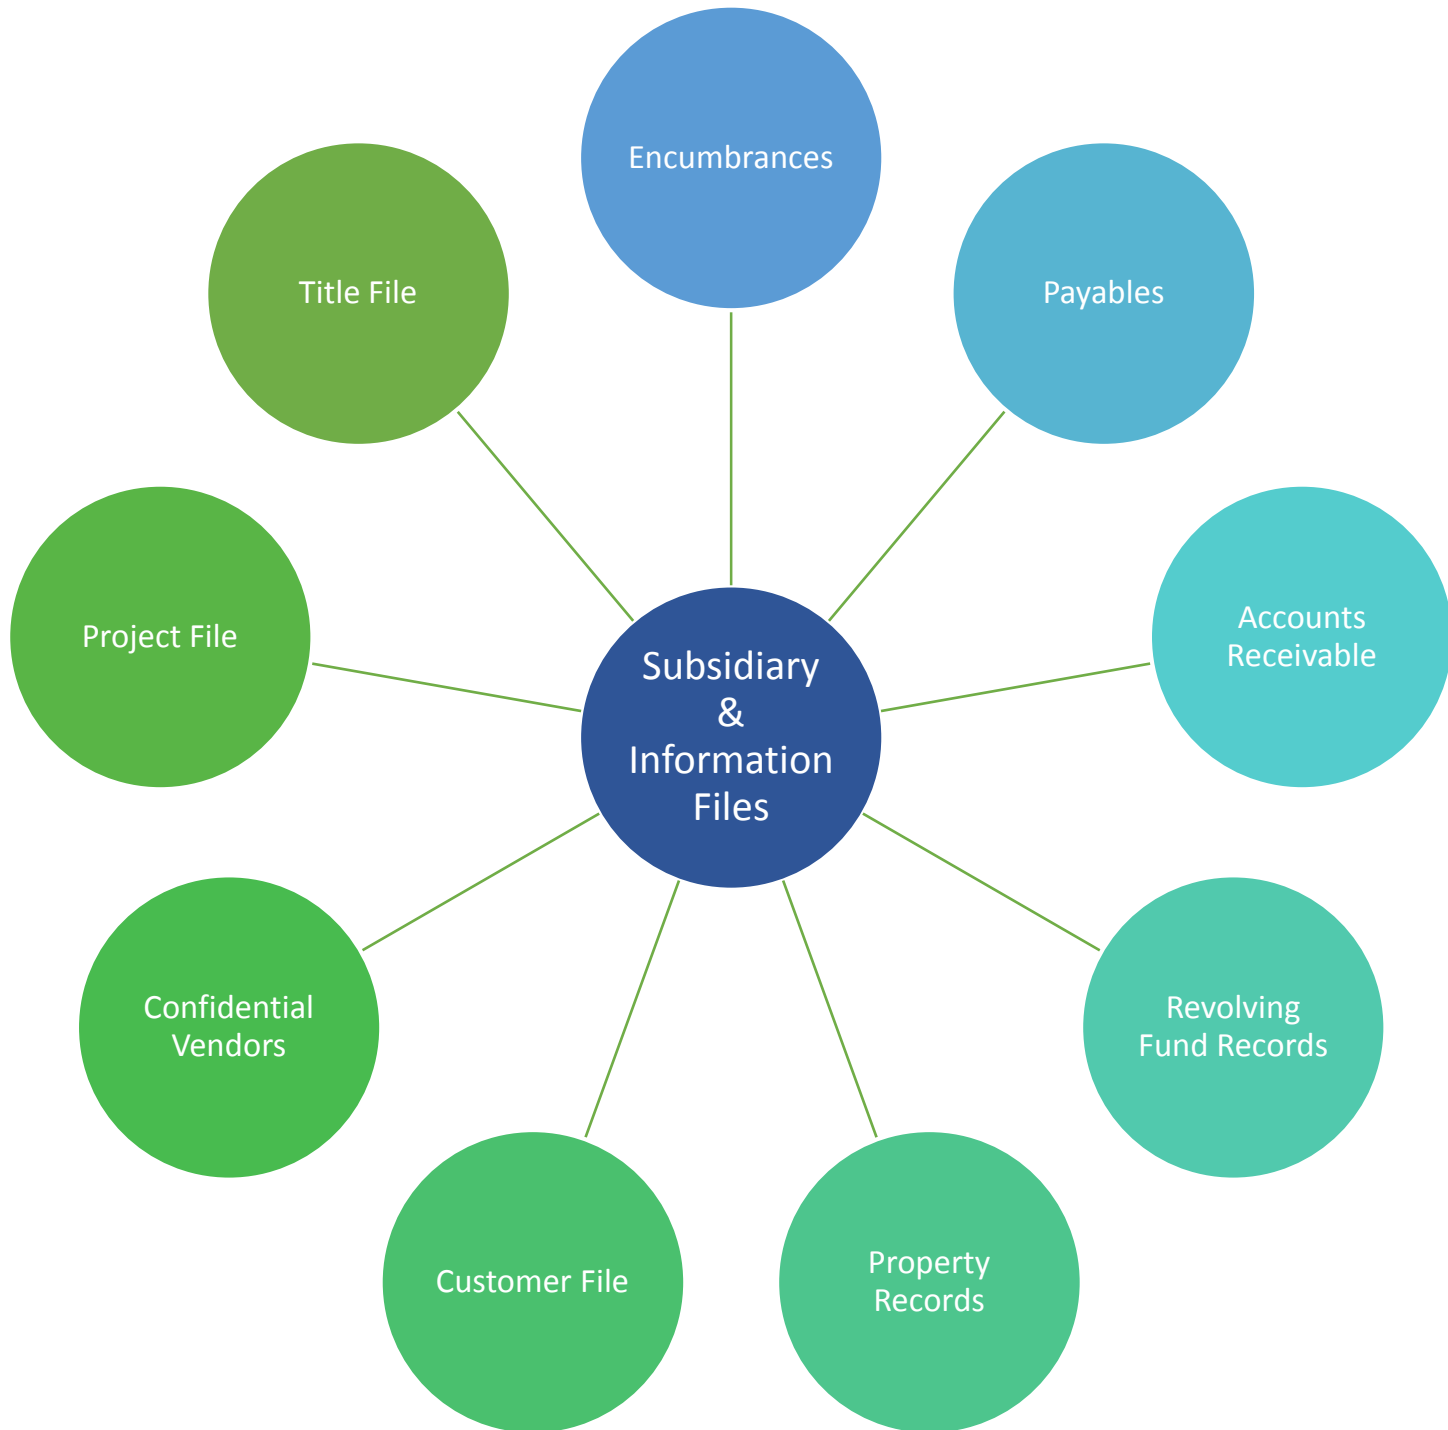 Encumbrances
Payables
Accounts
Receivable
Revolving
Fund Records
Property
Records
Customer File
Confidential
Vendors
Project File
Title File
Subsidiary
&
Information
Files